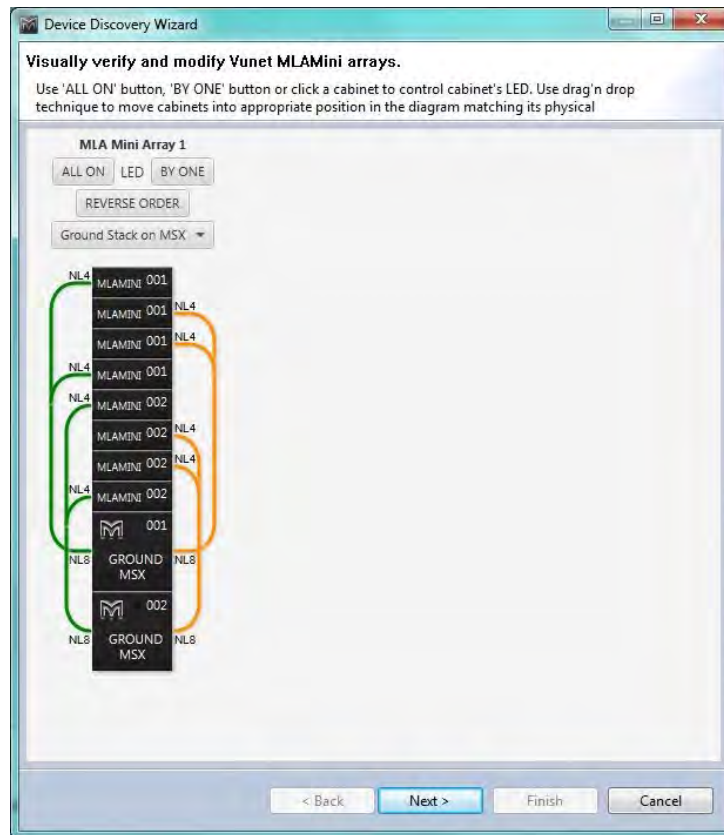 Device Discovery Wizard
Visually verify and modify Vunet MLAMini arrays.
Use 'ALL ON' button, 'BY ONE' button or click a cabinet to control cabinet's LED. Use drag'n drop
technique to move cabinets into appropriate position in the diagram matching its physical
MLA Mini Array 1
ALL ON LED BY ONE
REVERSE ORDER
Ground Stack on MSX
NL4 MLAMINI 001
MLAMINI 001 NL4
MLAMINI 001 NL4
NL4 MLAMINI 001
NL4 MLAMINI 002
MLAMINI 002 NL4
MLAMINI 002 NL4
NL4 MLAMINI 002
001
NL8 GROUND NL8
MSX
002
NL8 GROUND NL8
MSX
< Back Next > Finish Cancel